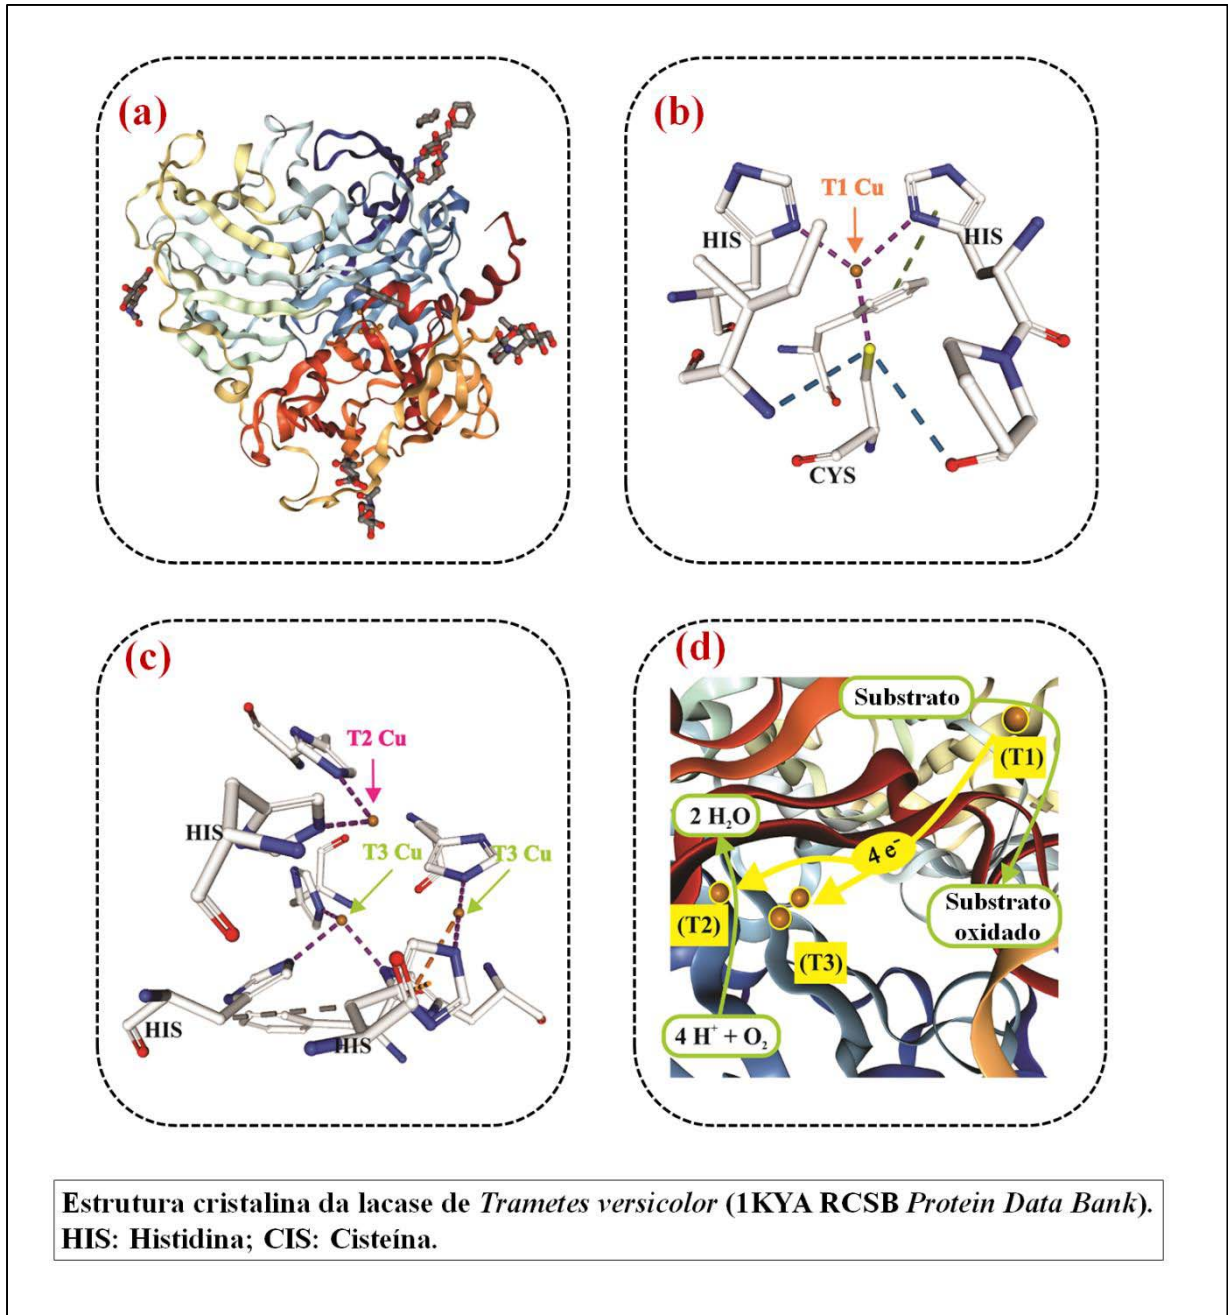 (a)
(b)
T1 Cu
HIS
HIS
CYS
(c)
T2 Cu
HIS
T3 Cu
T3 Cu
HIS
HIS
(d)
Substrato
(T1)
2 H₂O
4 e⁻
(T2)
Substrato
oxidado
(T3)
4 H⁺ + O₂
Estrutura cristalina da lacase de Trametes versicolor (1KYA RCSB Protein Data Bank).
HIS: Histidina; CIS: Cisteína.